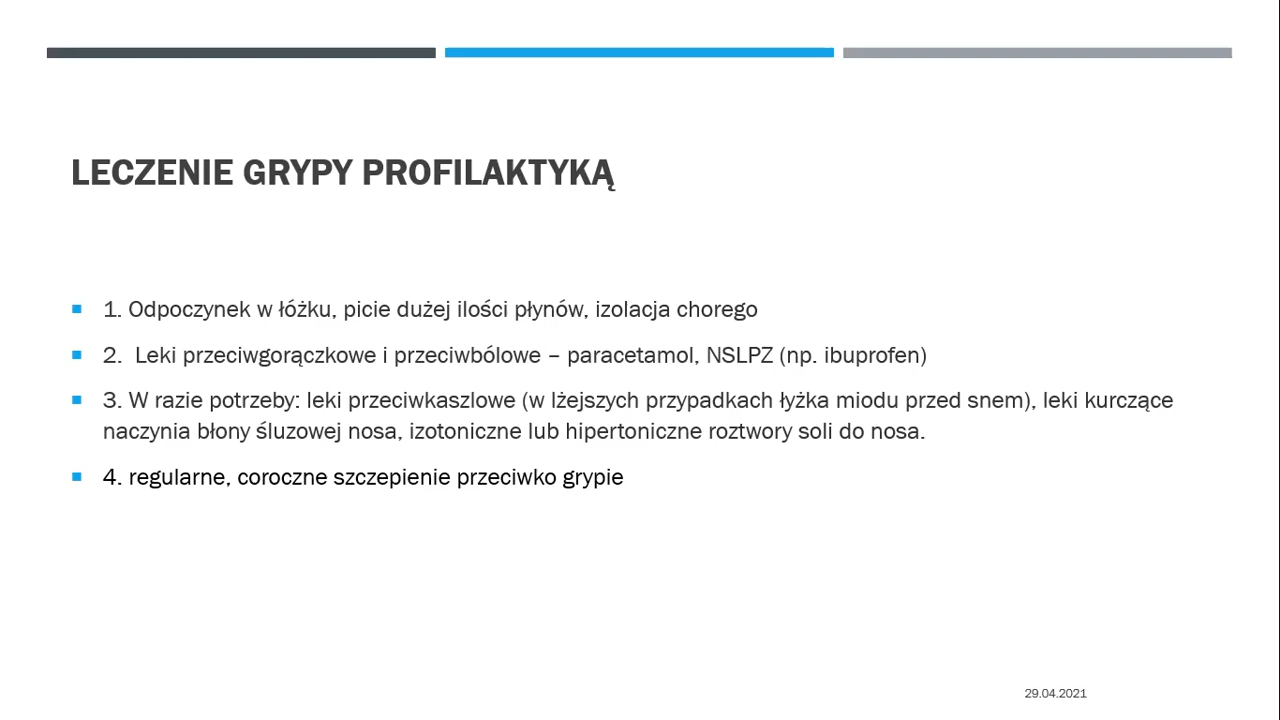 LECZENIE GRYPY PROFILAKTYKĄ
1. Odpoczynek w łóżku, picie dużej ilości płynów, izolacja chorego
2.  Leki przeciwgorączkowe i przeciwbólowe – paracetamol, NSLPZ (np. ibuprofen)
3. W razie potrzeby: leki przeciwkaszlowe (w lżejszych przypadkach łyżka miodu przed snem), leki kurczące
naczynia błony śluzowej nosa, izotoniczne lub hipertoniczne roztwory soli do nosa.
4. regularne, coroczne szczepienie przeciwko grypie
29.04.2021